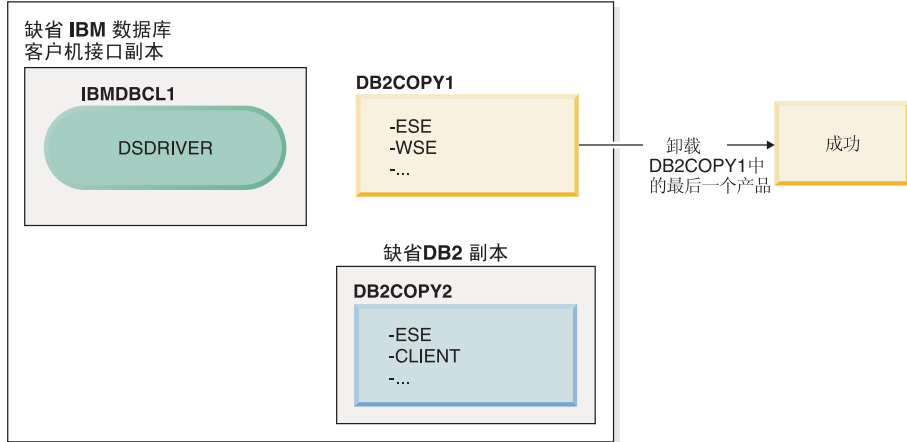 缺省 IBM 数据库
客户机接口副本
IBMDBCL1
DSDRIVER
DB2COPY1
-ESE
-WSE
-...
卸载
DB2COPY1中
的最后一个产品
成功
缺省DB2 副本
DB2COPY2
-ESE
-CLIENT
-...